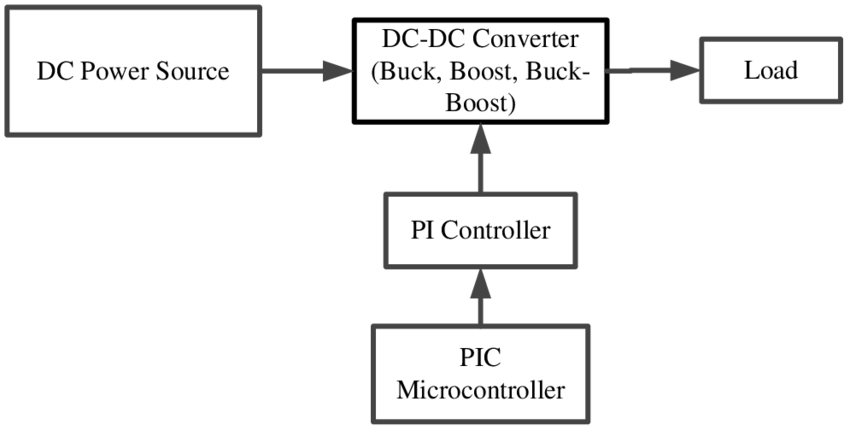 DC Power Source
DC-DC Converter
(Buck, Boost, Buck-
Boost)
Load
PI Controller
PIC
Microcontroller